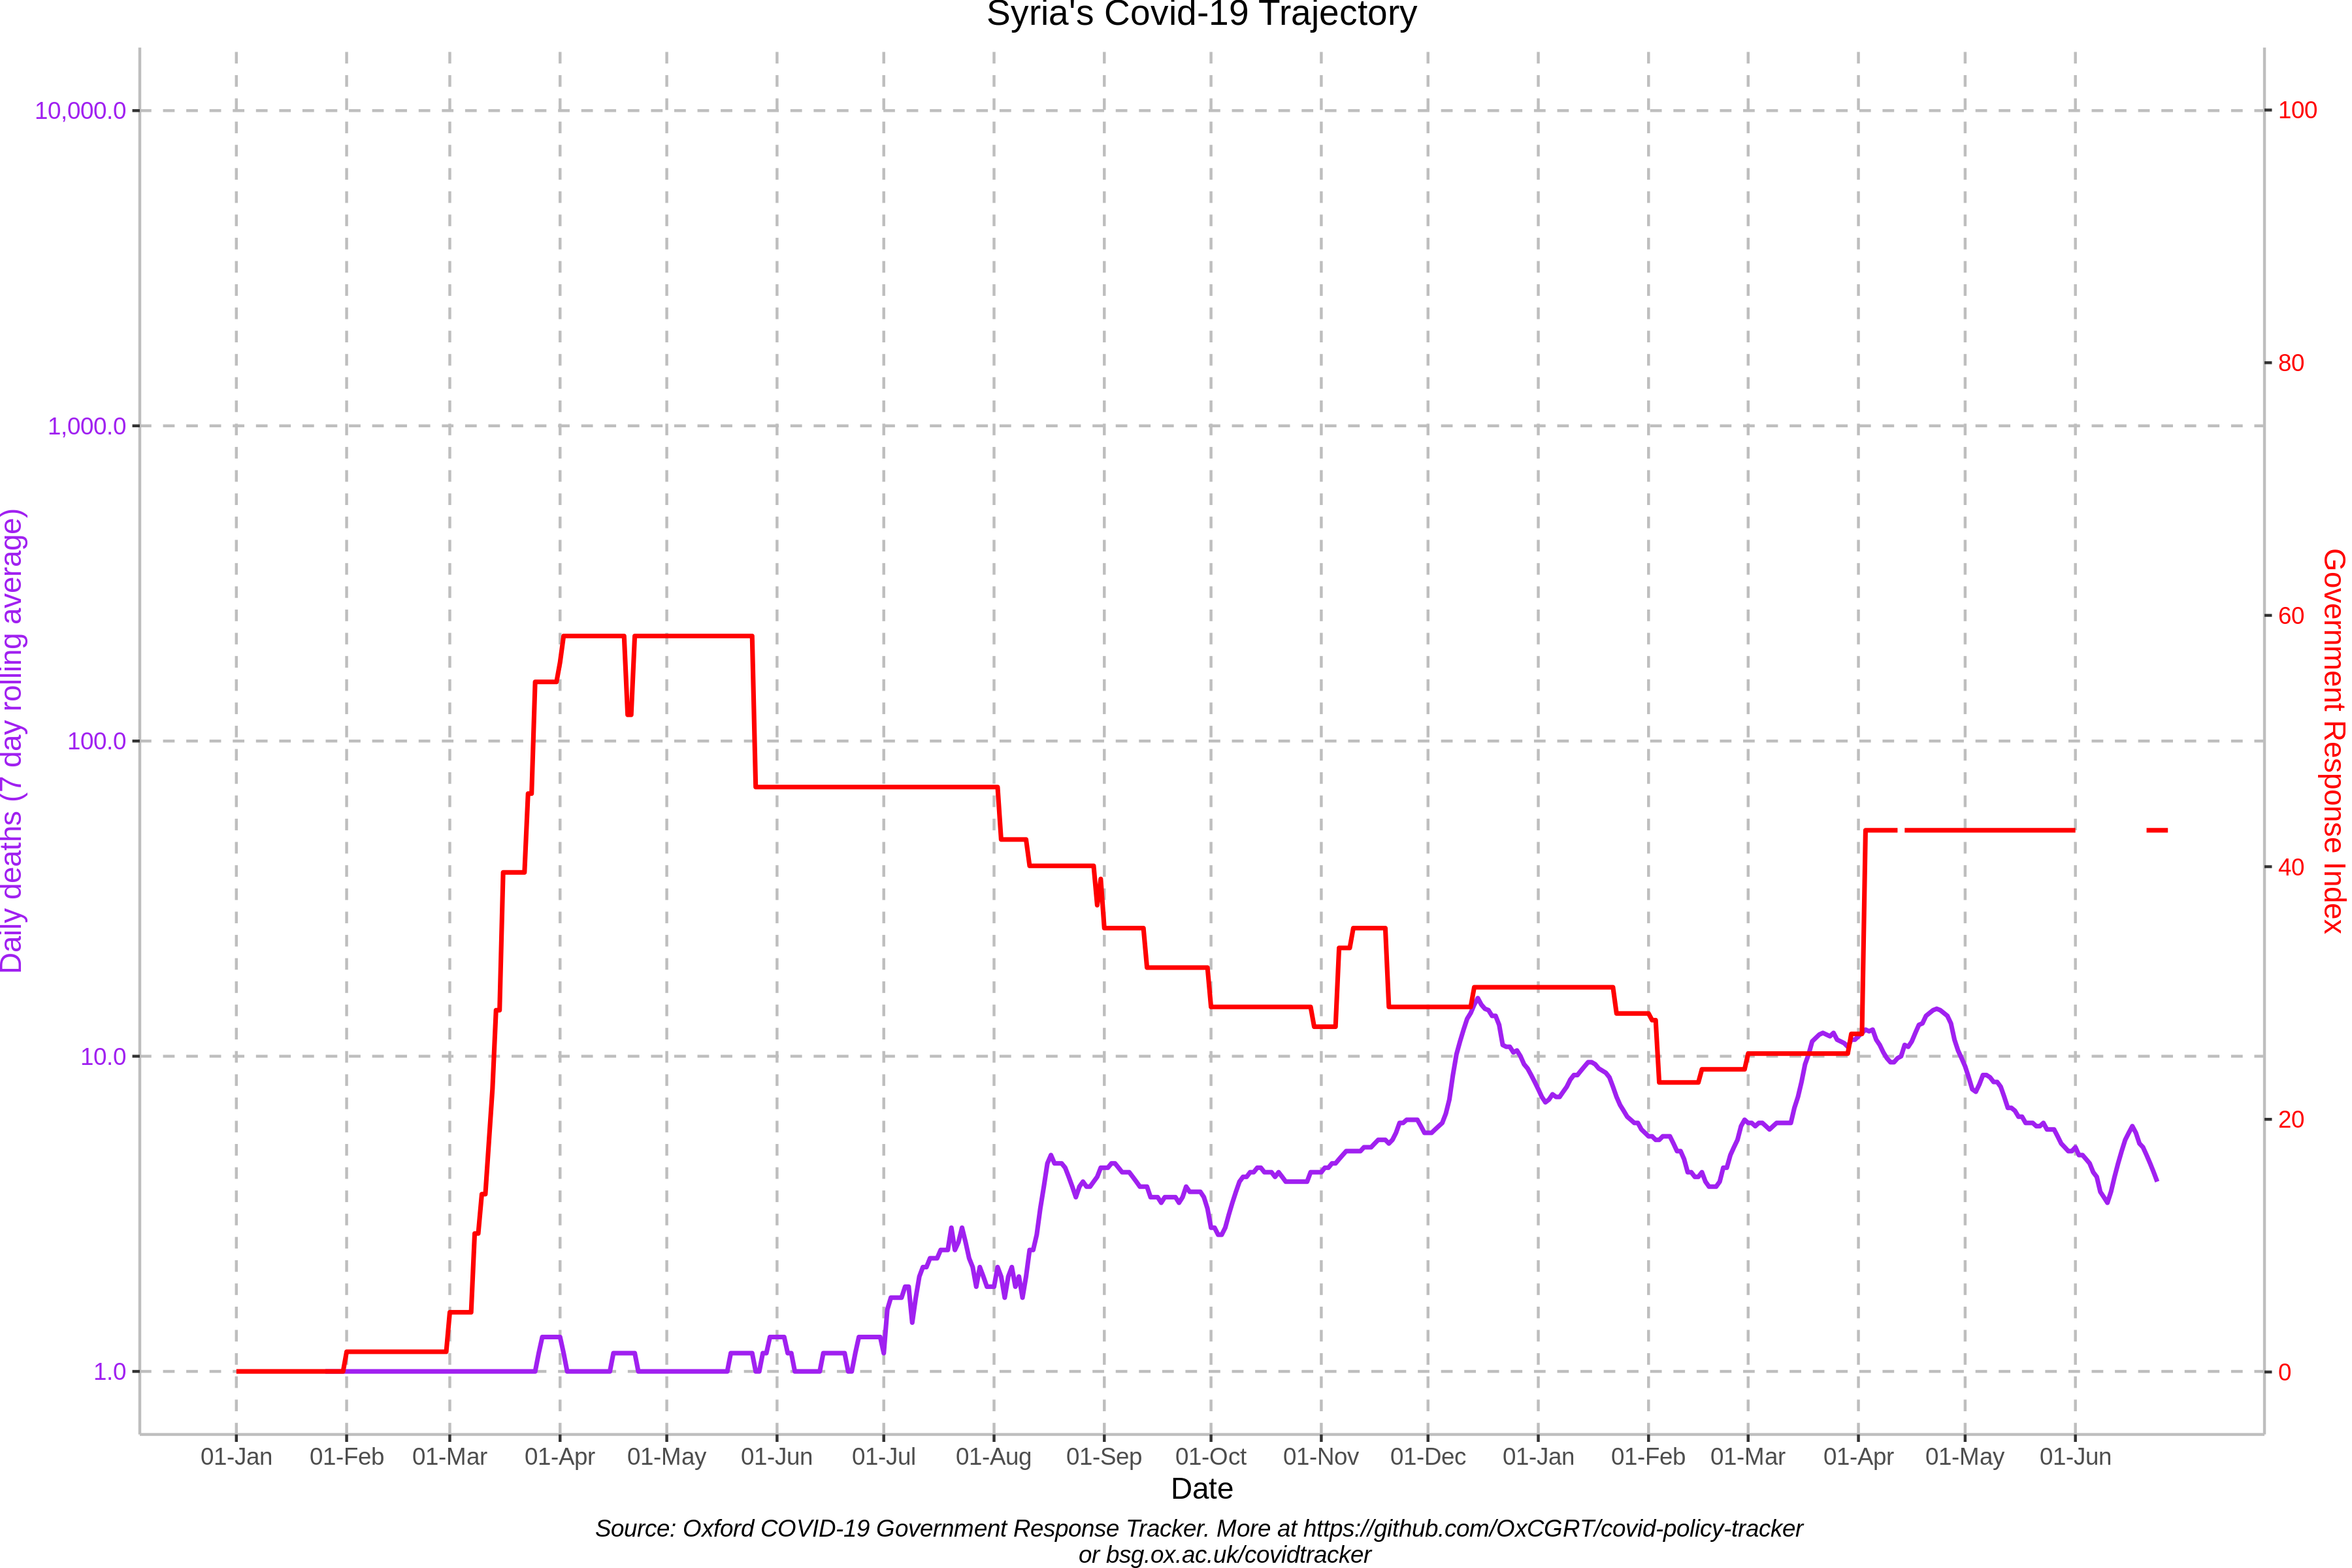 Syria's Covid-19 Trajectory
10,000.0
1,000.0
100.0
10.0
1.0
Daily deaths (7 day rolling average)
100
80
60
40
20
0
Government Response Index
01-Jan 01-Feb 01-Mar 01-Apr 01-May 01-Jun 01-Jul 01-Aug 01-Sep 01-Oct 01-Nov 01-Dec 01-Jan 01-Feb 01-Mar 01-Apr 01-May 01-Jun
Date
Source: Oxford COVID-19 Government Response Tracker. More at https://github.com/OxCGRT/covid-policy-tracker
or bsg.ox.ac.uk/covidtracker